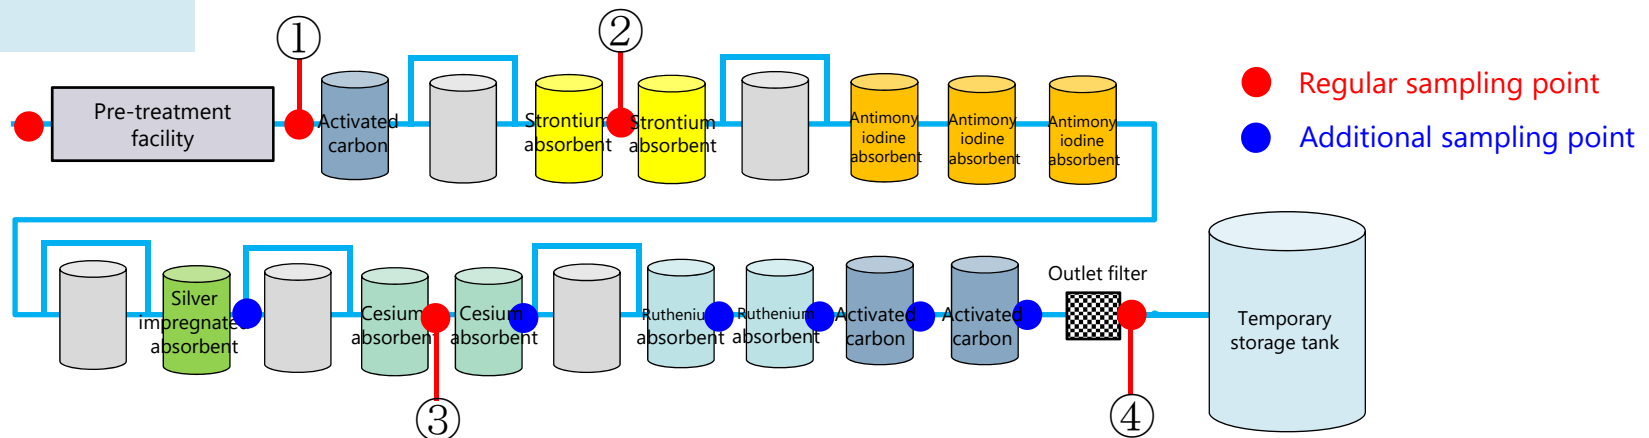 ①
②
Pre-treatment
facility
Activated
carbon
Strontium
absorbent
Strontium
absorbent
Antimony
iodine
absorbent
Antimony
iodine
absorbent
Antimony
iodine
absorbent
Regular sampling point
Additional sampling point
Silver
impregnated
absorbent
Cesium
absorbent
Cesium
absorbent
Ruthenium
absorbent
Ruthenium
absorbent
Activated
carbon
Activated
carbon
Outlet filter
Temporary
storage tank
③
④